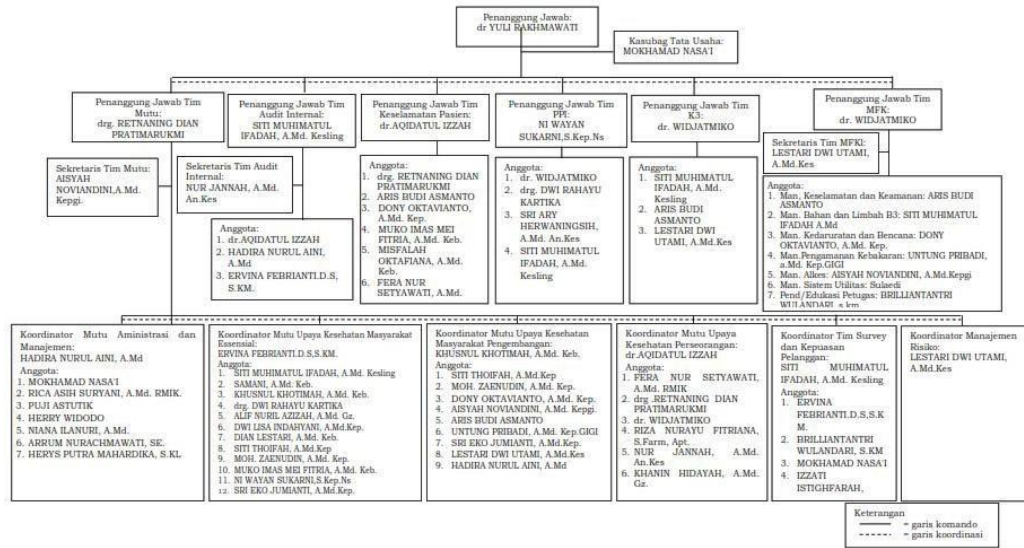 Penanggung Jawab:
dr YULI RAKHMAWATI
Kasubag Tata Usaha:
MOKHAMAD NASA'I
Penanggung Jawab Tim
Mutu:
drg. RETNANING DIAN
PRATIMARUKMI
Penanggung Jawab Tim
Audit Internal:
SITI MUHIMATUL
IFADAH, A.Md. Kesling
Penanggung Jawab Tim
Keselamatan Pasien:
dr.AQIDATUL IZZAH
Penanggung Jawab Tim
PPI:
NI WAYAN
SUKARNI,S.Kep.Ns
Penanggung Jawab Tim
K3:
dr. WIDJATMIKO
Penanggung Jawab Tim
MFK:
dr. WIDJATMIKO
Sekretaris Tim Mutu:
AISYAH
NOVIANDINI,A.Md.
Kepgi.
Sekretaris Tim Audit
Internal:
NUR JANNAH, A.Md.
An.Kes
Anggota:
1. dr.AQIDATUL IZZAH
2. HADIRA NURUL AINI,
A.Md
3. ERVINA FEBRIANTI.D.S,
S.KM.
Anggota:
1. drg. RETNANING DIAN
PRATIMARUKMI
2. ARIS BUDI ASMANTO
3. DONY OKTAVIANTO,
A.Md. Kep.
4. MUKO IMAS MEI
FITRIA, A.Md. Keb.
5. MISFALAH
OKTAFIANA, A.Md.
Keb.
6. FERA NUR
SETYAWATI, A.Md.
Anggota:
1. dr. WIDJATMIKO
2. drg. DWI RAHAYU
KARTIKA
3. SRI ARY
HERWANINGSIH,
A.Md. An.Kes
4. SITI MUHIMATUL
IFADAH, A.Md.
Kesling
Anggota:
1. SITI MUHIMATUL
IFADAH, A.Md.
Kesling
2. ARIS BUDI
ASMANTO
3. LESTARI DWI
UTAMI, A.Md.Kes
Sekretaris Tim MFKl:
LESTARI DWI UTAMI,
A.Md.Kes
Anggota:
1. Man, Keselamatan dan Keamanan: ARIS BUDI
ASMANTO
2. Man. Bahan dan Limbah B3: SITI MUHIMATUL
IFADAH A.Md
3. Man. Kedaruratan dan Bencana: DONY
OKTAVIANTO, A.Md. Kep.
4. Man.Pengamanan Kebakaran: UNTUNG PRIBADI,
a.Md. Kep.GIGI
5. Man. Alkes: AISYAH NOVIANDINI, A.Md.Kepgi
6. Man. Sistem Utilitas: Sulaedi
7. Pend/Edukasi Petugas: BRILLIANTANTRI
WULANDARI, s.km
Koordinator Mutu Aministrasi dan
Manajemen:
HADIRA NURUL AINI, A.Md
Anggota:
1. MOKHAMAD NASA'I
2. RICA ASIH SURYANI, A.Md. RMIK.
3. PUJI ASTUTIK
4. HERRY WIDODO
5. NIANA ILANURI, A.Md.
6. ARRUM NURACHMAWATI, SE.
7. HERYS PUTRA MAHARDIKA, S.KL
Koordinator Mutu Upaya Kesehatan Masyarakat
Essensial:
ERVINA FEBRIANTI.D.S,S.KM.
Anggota:
1. SITI MUHIMATUL IFADAH, A.Md. Kesling
2. SAMANI, A.Md. Keb.
3. KHUSNUL KHOTIMAH, A.Md. Keb.
4. drg. DWI RAHAYU KARTIKA
5. ALIF NURIL AZIZAH, A.Md. Gz.
6. DWI LISA INDAHYANI, A.Md.Kep.
7. DIAN LESTARI, A.Md. Keb.
8. SITI THOIFAH, A.Md.Kep
9. MOH. ZAENUDIN, A.Md. Kep.
10. MUKO IMAS MEI FITRIA, A.Md. Keb.
11. NI WAYAN SUKARNI,S.Kep.Ns
12. SRI EKO JUMIANTI, A.Md.Kep.
Koordinator Mutu Upaya Kesehatan
Masyarakat Pengembangan:
KHUSNUL KHOTIMAH, A.Md. Keb.
Anggota:
1. SITI THOIFAH, A.Md.Kep
2. MOH. ZAENUDIN, A.Md. Kep.
3. DONY OKTAVIANTO, A.Md. Kep.
4. AISYAH NOVIANDINI, A.Md. Kepgi.
5. ARIS BUDI ASMANTO
6. UNTUNG PRIBADI, A.Md. Kep.GIGI
7. SRI EKO JUMIANTI, A.Md.Kep.
8. LESTARI DWI UTAMI, A.Md.Kes
9. HADIRA NURUL AINI, A.Md
Koordinator Mutu Upaya
Kesehatan Perseorangan:
dr.AQIDATUL IZZAH
Anggota:
1. FERA NUR SETYAWATI,
A.Md. RMIK
2. drg .RETNANING DIAN
PRATIMARUKMI
3. dr. WIDJATMIKO
4. RIZA NURAYU FITRIANA,
S.Farm, Apt.
5. NUR JANNAH, A.Md.
An.Kes
6. KHANIN HIDAYAH, A.Md.
Gz.
Koordinator Tim Survey
dan Kepuasan
Pelanggan:
SITI MUHIMATUL
IFADAH, A.Md. Kesling
Anggota:
1. ERVINA
FEBRIANTI.D.S,S.K
M.
2. BRILLIANTANTRI
WULANDARI, S.KM
3. MOKHAMAD NASA'I
4. IZZATI
ISTIGHFARAH,
Koordinator Manajemen
Risiko:
LESTARI DWI UTAMI,
A.Md.Kes
Keterangan
= garis komando
= garis koordinasi